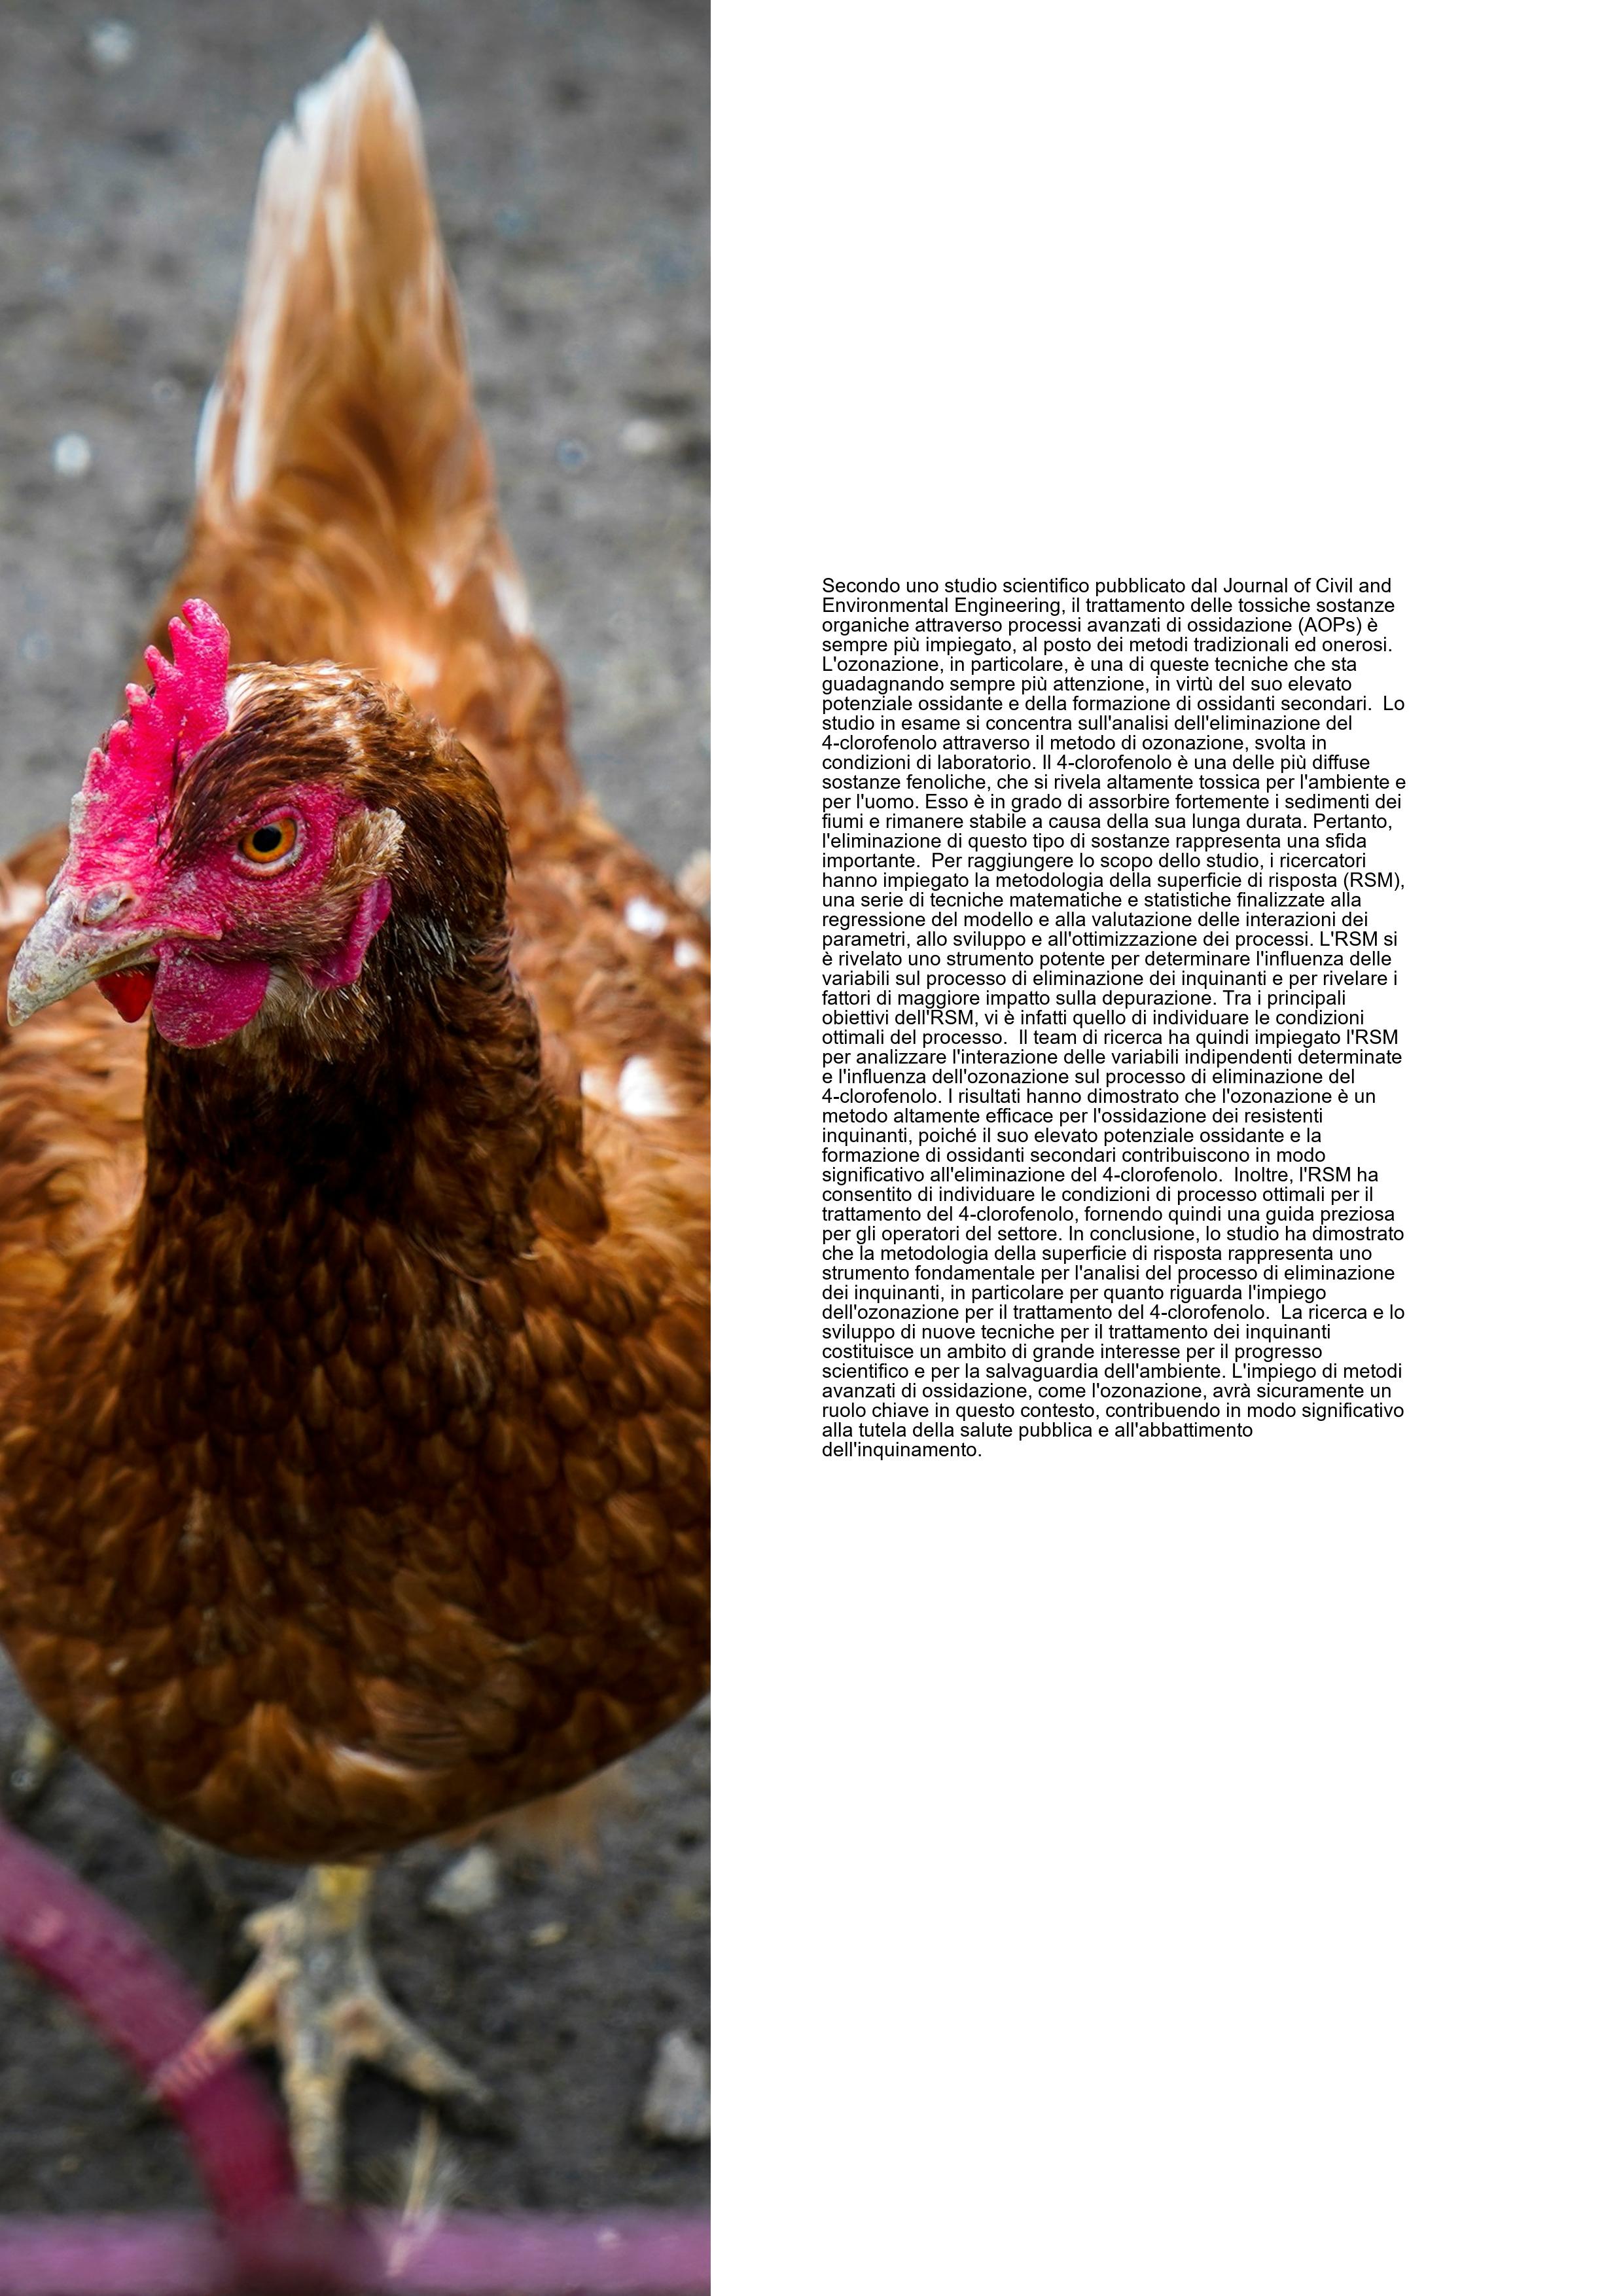 Secondo uno studio scientifico pubblicato dal Journal of Civil and
Environmental Engineering, il trattamento delle tossiche sostanze
organiche attraverso processi avanzati di ossidazione (AOPs) è
sempre più impiegato, al posto dei metodi tradizionali ed onerosi.
L'ozonazione, in particolare, è una di queste tecniche che sta
guadagnando sempre più attenzione, in virtù del suo elevato
potenziale ossidante e della formazione di ossidanti secondari.  Lo
studio in esame si concentra sull'analisi dell'eliminazione del
4-clorofenolo attraverso il metodo di ozonazione, svolta in
condizioni di laboratorio. Il 4-clorofenolo è una delle più diffuse
sostanze fenoliche, che si rivela altamente tossica per l'ambiente e
per l'uomo. Esso è in grado di assorbire fortemente i sedimenti dei
fiumi e rimanere stabile a causa della sua lunga durata. Pertanto,
l'eliminazione di questo tipo di sostanze rappresenta una sfida
importante.  Per raggiungere lo scopo dello studio, i ricercatori
hanno impiegato la metodologia della superficie di risposta (RSM),
una serie di tecniche matematiche e statistiche finalizzate alla
regressione del modello e alla valutazione delle interazioni dei
parametri, allo sviluppo e all'ottimizzazione dei processi. L'RSM si
è rivelato uno strumento potente per determinare l'influenza delle
variabili sul processo di eliminazione dei inquinanti e per rivelare i
fattori di maggiore impatto sulla depurazione. Tra i principali
obiettivi dell'RSM, vi è infatti quello di individuare le condizioni
ottimali del processo.  Il team di ricerca ha quindi impiegato l'RSM
per analizzare l'interazione delle variabili indipendenti determinate
e l'influenza dell'ozonazione sul processo di eliminazione del
4-clorofenolo. I risultati hanno dimostrato che l'ozonazione è un
metodo altamente efficace per l'ossidazione dei resistenti
inquinanti, poiché il suo elevato potenziale ossidante e la
formazione di ossidanti secondari contribuiscono in modo
significativo all'eliminazione del 4-clorofenolo.  Inoltre, l'RSM ha
consentito di individuare le condizioni di processo ottimali per il
trattamento del 4-clorofenolo, fornendo quindi una guida preziosa
per gli operatori del settore. In conclusione, lo studio ha dimostrato
che la metodologia della superficie di risposta rappresenta uno
strumento fondamentale per l'analisi del processo di eliminazione
dei inquinanti, in particolare per quanto riguarda l'impiego
dell'ozonazione per il trattamento del 4-clorofenolo.  La ricerca e lo
sviluppo di nuove tecniche per il trattamento dei inquinanti
costituisce un ambito di grande interesse per il progresso
scientifico e per la salvaguardia dell'ambiente. L'impiego di metodi
avanzati di ossidazione, come l'ozonazione, avrà sicuramente un
ruolo chiave in questo contesto, contribuendo in modo significativo
alla tutela della salute pubblica e all'abbattimento
dell'inquinamento.